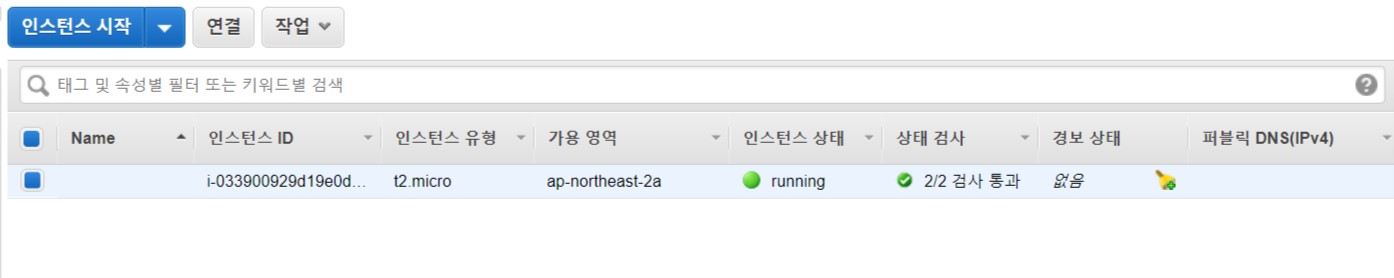 인스턴스 시작 연결 작업
태그 및 속성별 필터 또는 키워드별 검색
Name 인스턴스 ID 인스턴스 유형 가용 영역 인스턴스 상태 상태 검사 경보 상태 퍼블릭 DNS(IPv4)
i-033900929d19e0d... t2.micro ap-northeast-2a running 2/2 검사 통과 없음